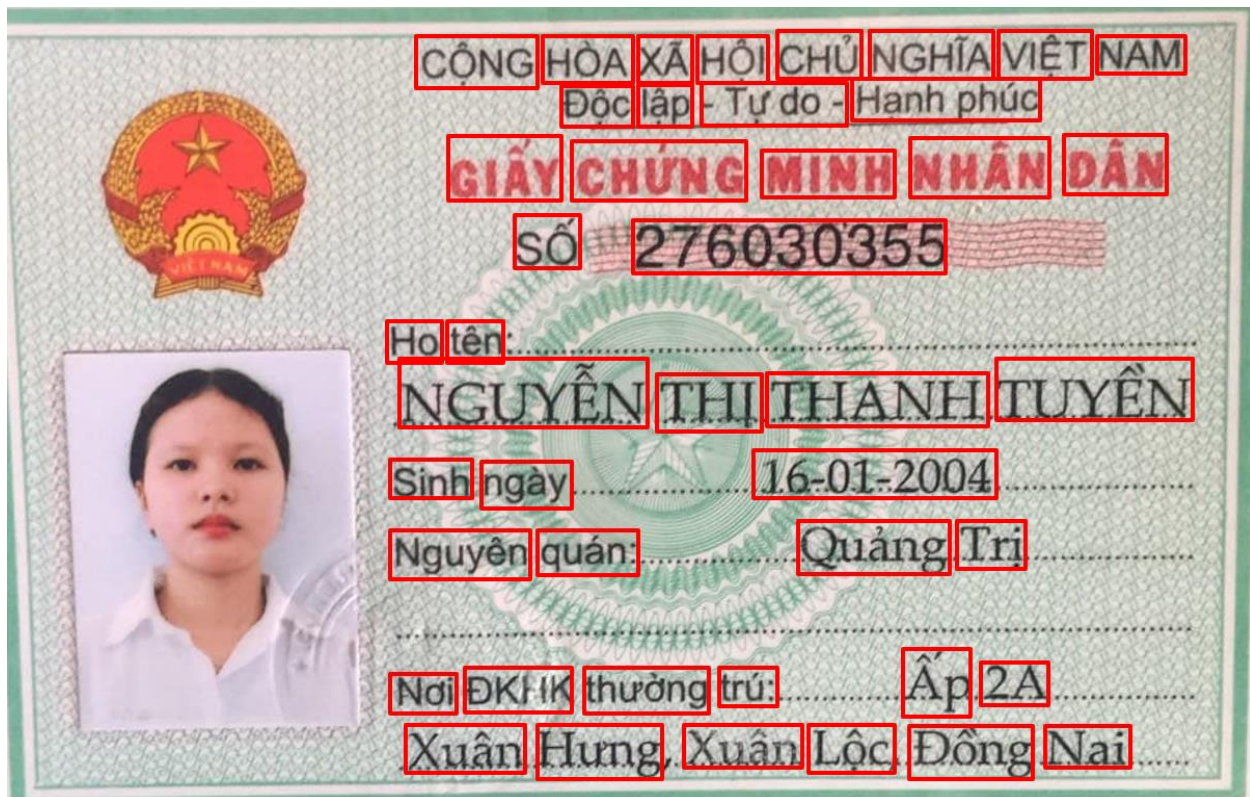 CỘNG HÒA XÃ HỘI CHỦ NGHĨA VIỆT NAM
Độc lập - Tự do - Hạnh phúc
GIẤY CHỨNG MINH NHÂN DÂN
SỐ 276030355
VIỆT NAM
Họ tên:
NGUYỄN THỊ THANH TUYỀN
Sinh ngày 16-01-2004
Nguyên quán: Quảng Trị
Nơi ĐKHK thường trú: Ấp 2A
Xuân Hưng, Xuân Lộc, Đồng Nai